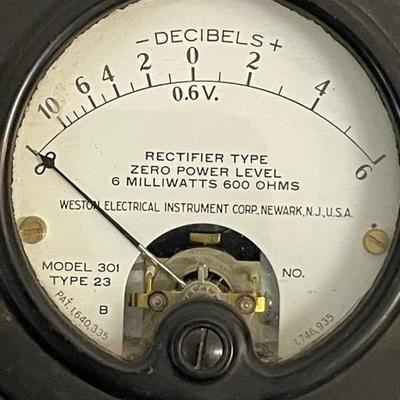 – DECIBELS +
10 6 4 2 0 2 4 6
∞
0.6 V.
RECTIFIER TYPE
ZERO POWER LEVEL
6 MILLIWATTS 600 OHMS
WESTON ELECTRICAL INSTRUMENT CORP. NEWARK, N.J., U.S.A.
MODEL 301
TYPE 23
NO.
B
PAT. 1,640,335
1,746,935